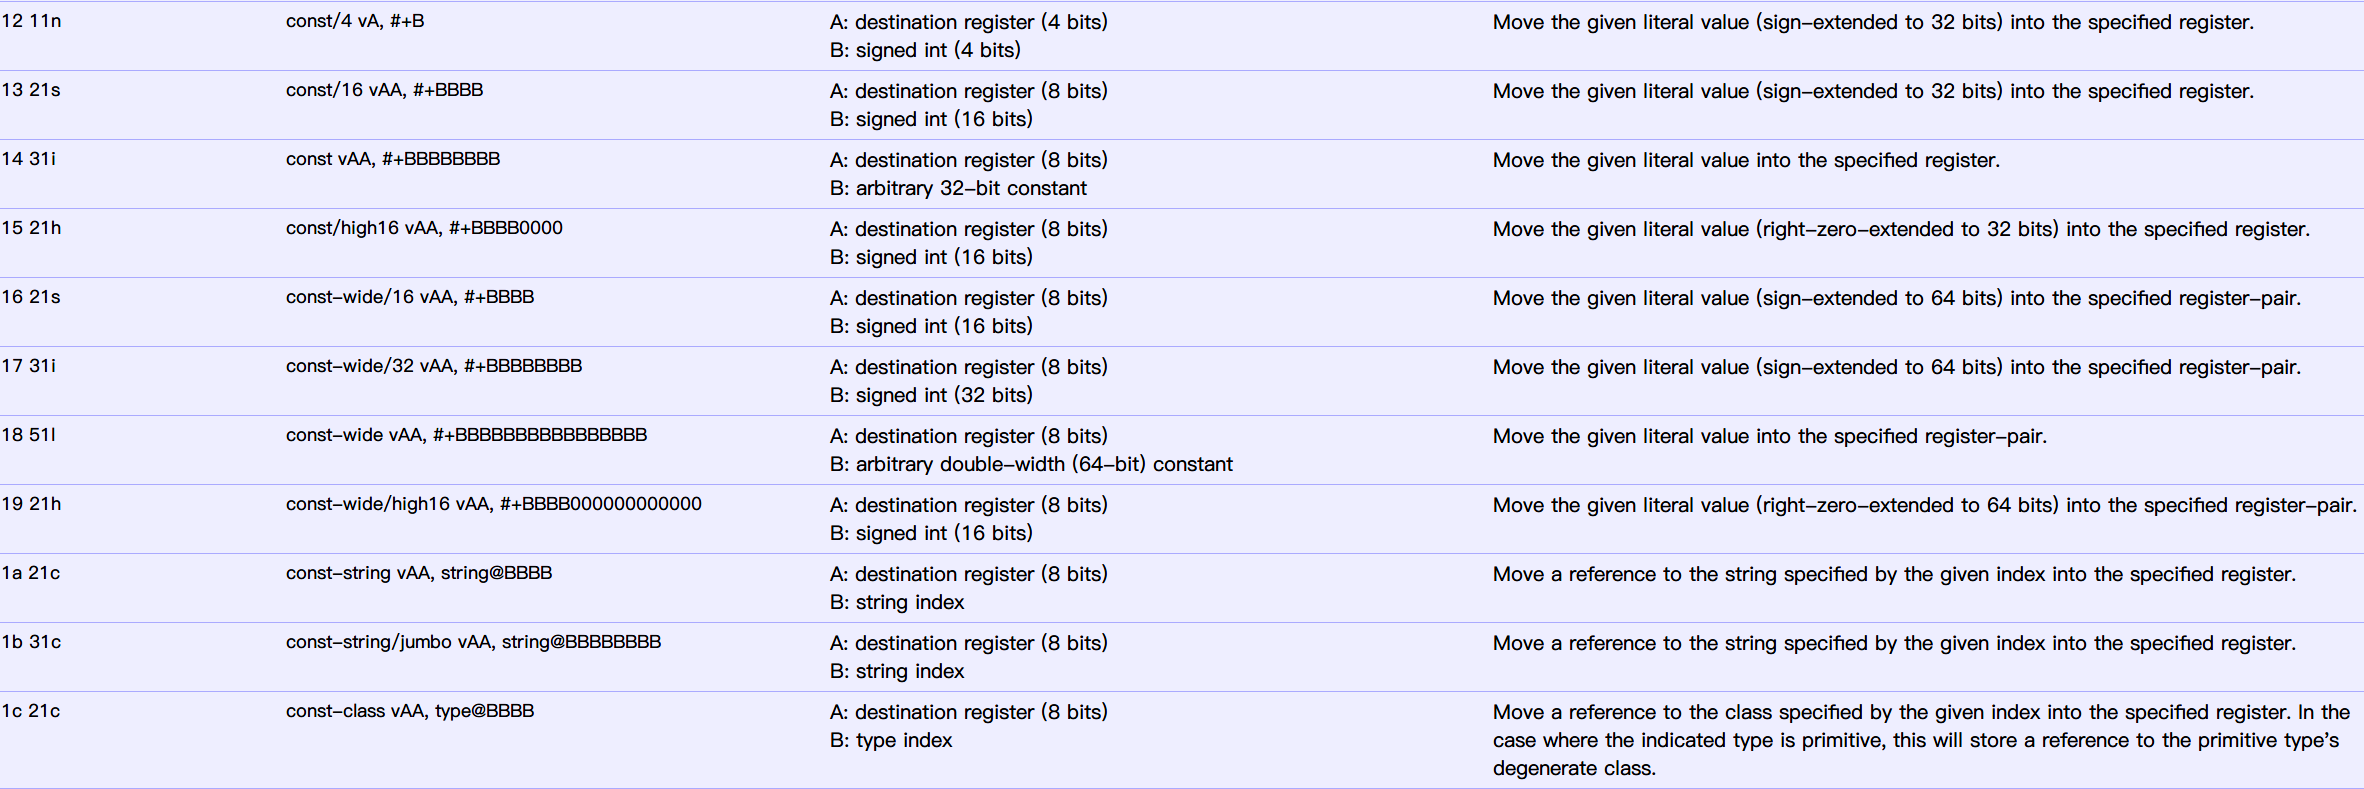 12 11n const/4 vA, #+B A: destination register (4 bits) Move the given literal value (sign-extended to 32 bits) into the specified register.
B: signed int (4 bits)
13 21s const/16 vAA, #+BBBB A: destination register (8 bits) Move the given literal value (sign-extended to 32 bits) into the specified register.
B: signed int (16 bits)
14 31i const vAA, #+BBBBBBBB A: destination register (8 bits) Move the given literal value into the specified register.
B: arbitrary 32-bit constant
15 21h const/high16 vAA, #+BBBB0000 A: destination register (8 bits) Move the given literal value (right-zero-extended to 32 bits) into the specified register.
B: signed int (16 bits)
16 21s const-wide/16 vAA, #+BBBB A: destination register (8 bits) Move the given literal value (sign-extended to 64 bits) into the specified register-pair.
B: signed int (16 bits)
17 31i const-wide/32 vAA, #+BBBBBBBB A: destination register (8 bits) Move the given literal value (sign-extended to 64 bits) into the specified register-pair.
B: signed int (32 bits)
18 51l const-wide vAA, #+BBBBBBBBBBBBBBBB A: destination register (8 bits) Move the given literal value into the specified register-pair.
B: arbitrary double-width (64-bit) constant
19 21h const-wide/high16 vAA, #+BBBB000000000000 A: destination register (8 bits) Move the given literal value (right-zero-extended to 64 bits) into the specified register-pair.
B: signed int (16 bits)
1a 21c const-string vAA, string@BBBB A: destination register (8 bits) Move a reference to the string specified by the given index into the specified register.
B: string index
1b 31c const-string/jumbo vAA, string@BBBBBBBB A: destination register (8 bits) Move a reference to the string specified by the given index into the specified register.
B: string index
1c 21c const-class vAA, type@BBBB A: destination register (8 bits) Move a reference to the class specified by the given index into the specified register. In the
B: type index case where the indicated type is primitive, this will store a reference to the primitive type's
degenerate class.